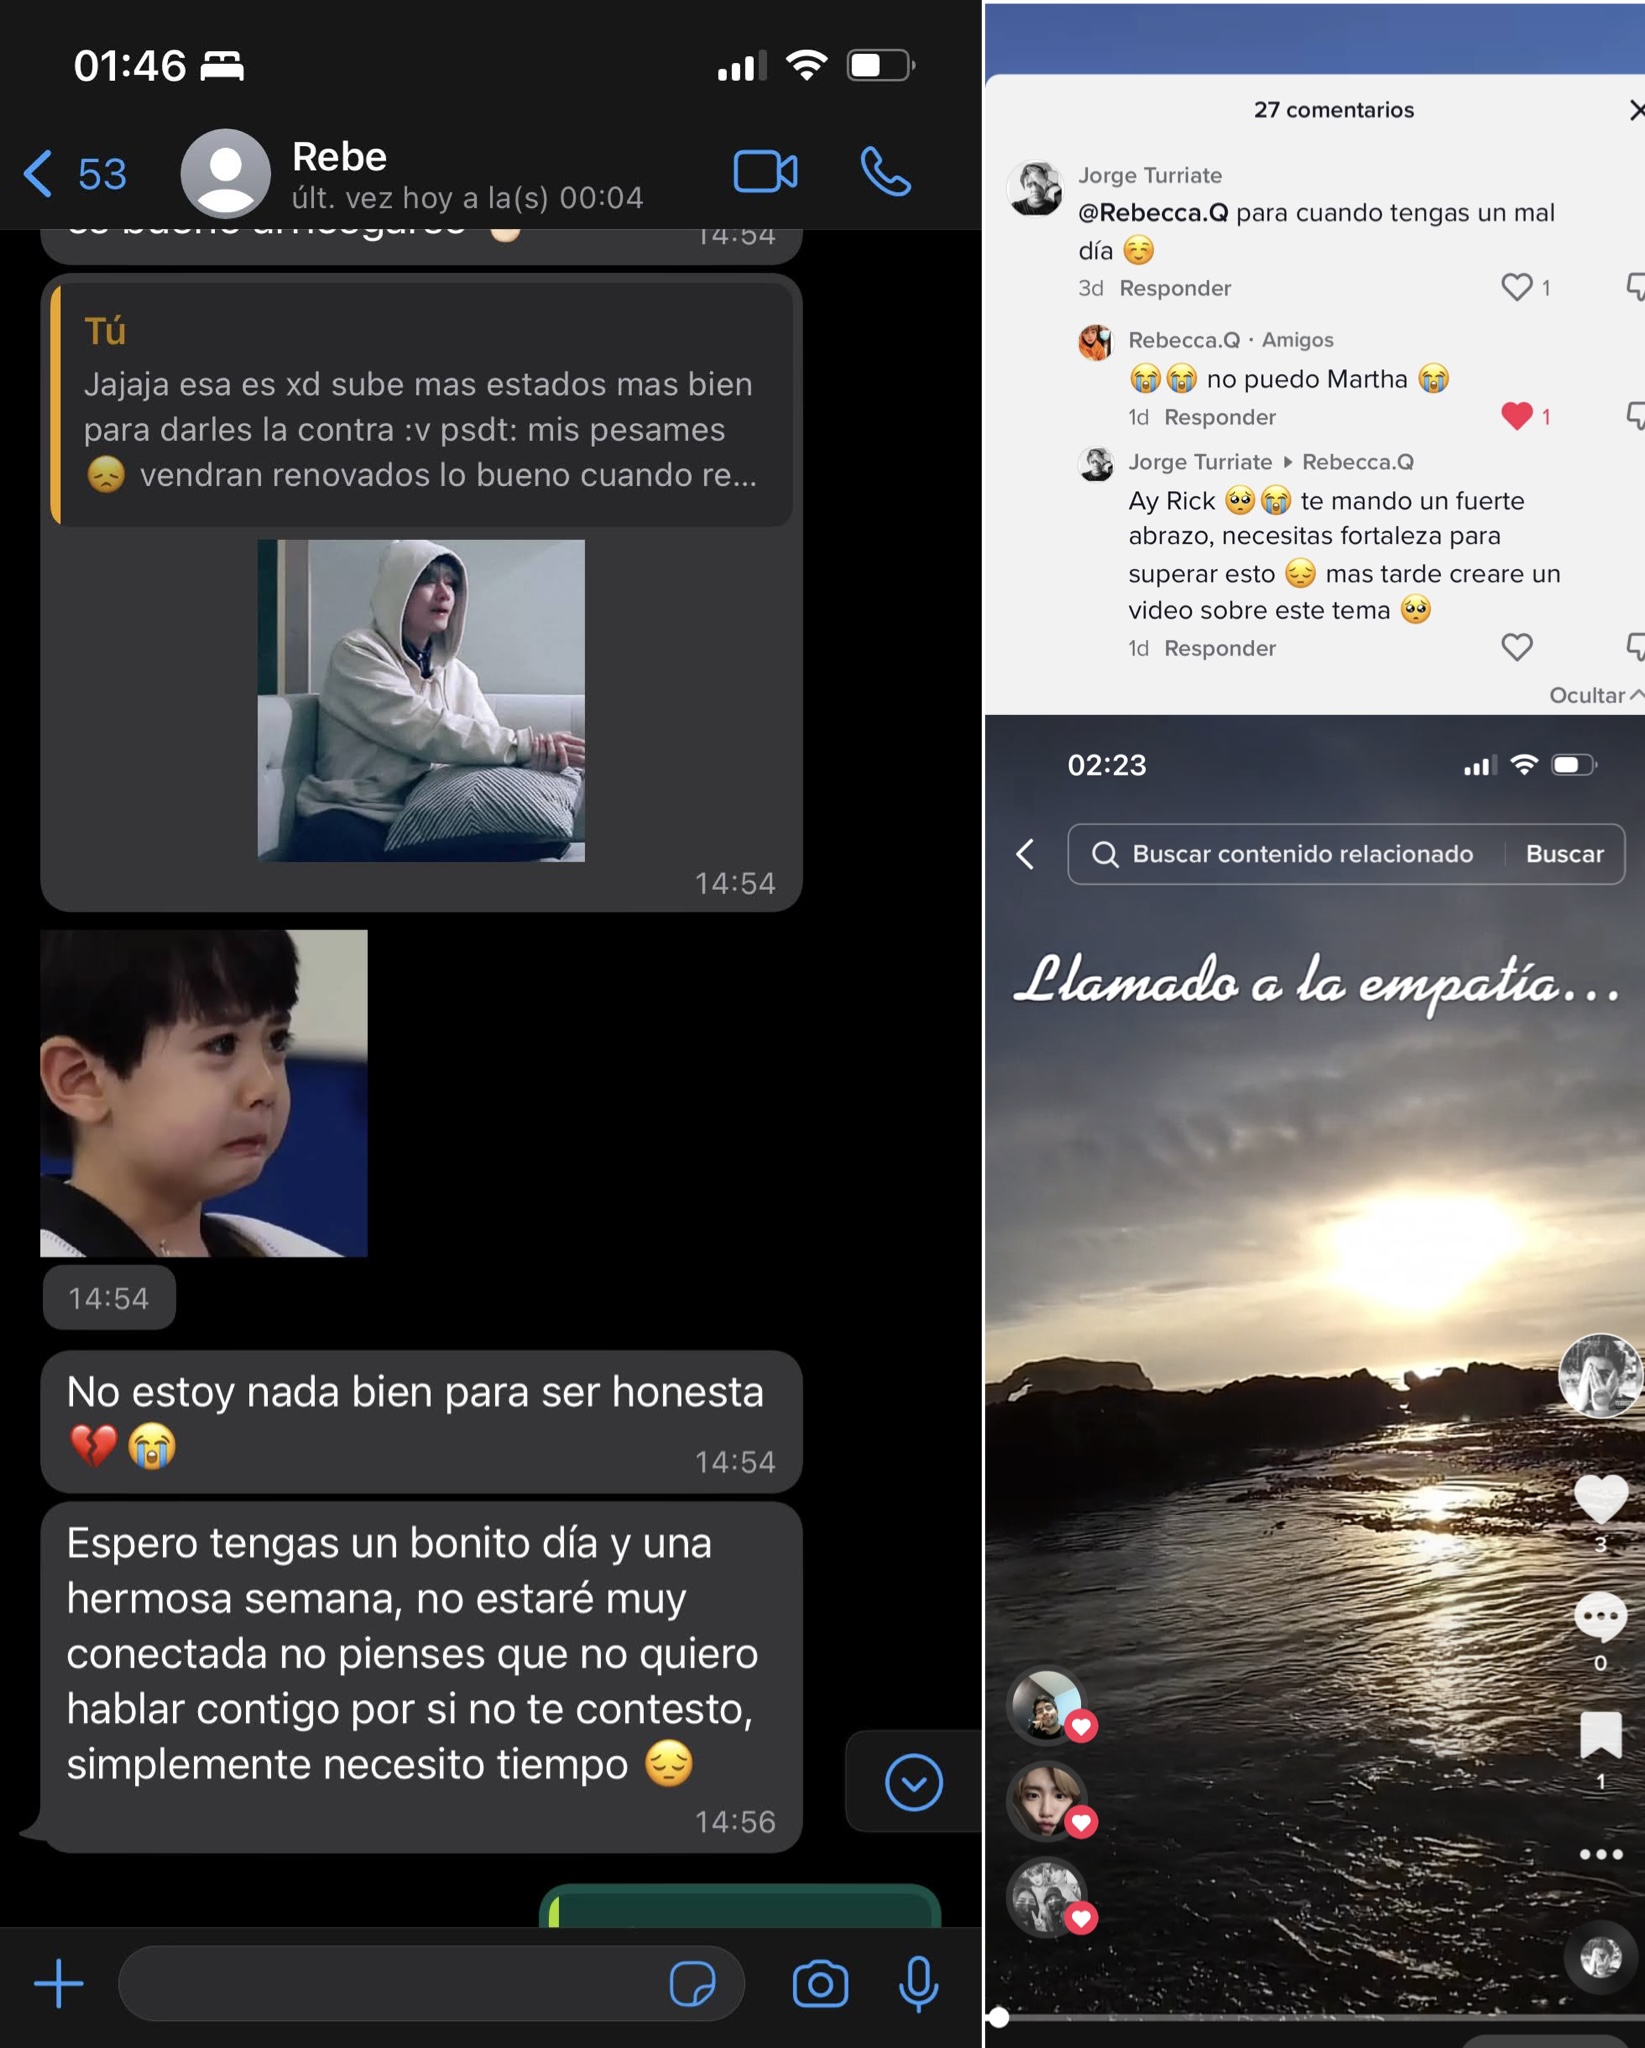 01:46
53
Rebe
últ. vez hoy a la(s) 00:04
14:54
Tú
Jajaja esa es xd sube mas estados mas bien
para darles la contra :v psdt: mis pesames
😞 vendran renovados lo bueno cuando re...
14:54
14:54
No estoy nada bien para ser honesta
💔😭
14:54
Espero tengas un bonito día y una
hermosa semana, no estaré muy
conectada no pienses que no quiero
hablar contigo por si no te contesto,
simplemente necesito tiempo 😔
14:56
27 comentarios
Jorge Turriate
@Rebecca.Q para cuando tengas un mal
día ☺️
3d Responder
1
Rebecca.Q · Amigos
😭😭 no puedo Martha 😭
1d Responder
1
Jorge Turriate ▸ Rebecca.Q
Ay Rick 🥺😭 te mando un fuerte
abrazo, necesitas fortaleza para
superar esto 😔 mas tarde creare un
video sobre este tema 🥺
1d Responder
Ocultar
02:23
Buscar contenido relacionado
Buscar
Llamado a la empatía...
3
0
1